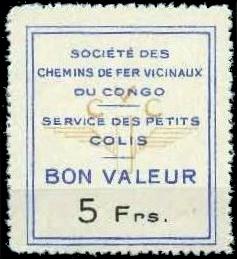 SOCIÉTÉ DES
CHEMINS DE FER VICINAUX
DU CONGO
C V C
SERVICE DES PETITS
COLIS
BON VALEUR
5 Frs.